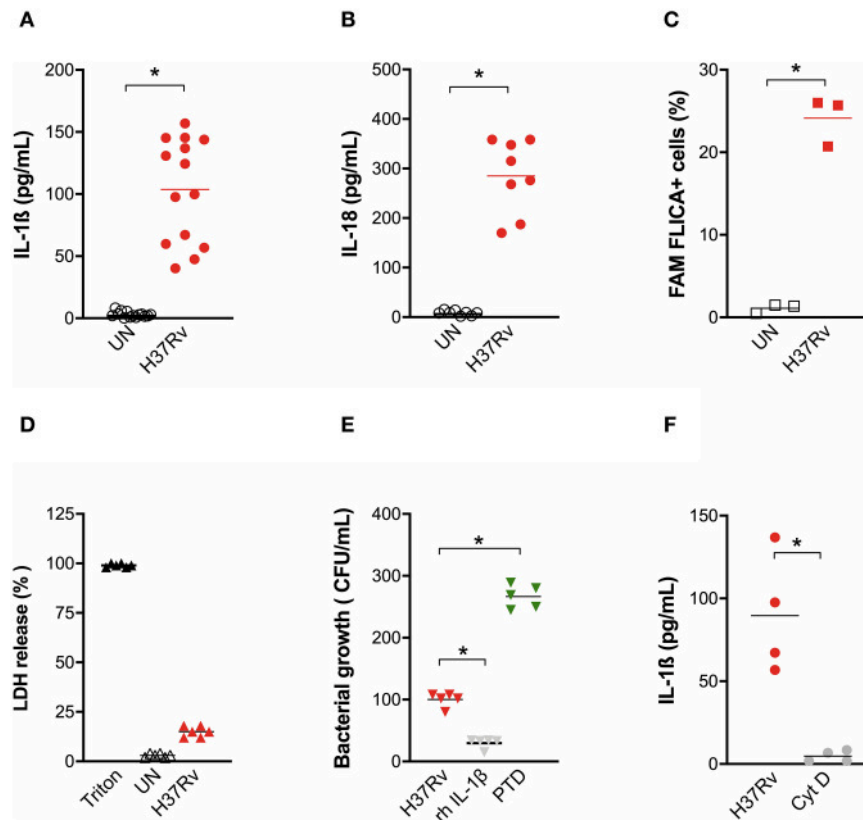 A
B
C
IL-1ß (pg/mL)
200
150
100
50
0
*
UN
H37Rv
IL-18 (pg/mL)
500
400
300
200
100
0
*
UN
H37Rv
FAM FLICA+ cells (%)
30
20
10
0
*
UN
H37Rv
D
E
F
LDH release (% )
125
100
75
50
25
0
Triton
UN
H37Rv
Bacterial growth ( CFU/mL)
400
300
200
100
0
*
*
H37Rv
rh IL-1β
PTD
IL-1ß (pg/mL)
150
100
50
0
*
H37Rv
Cyt D